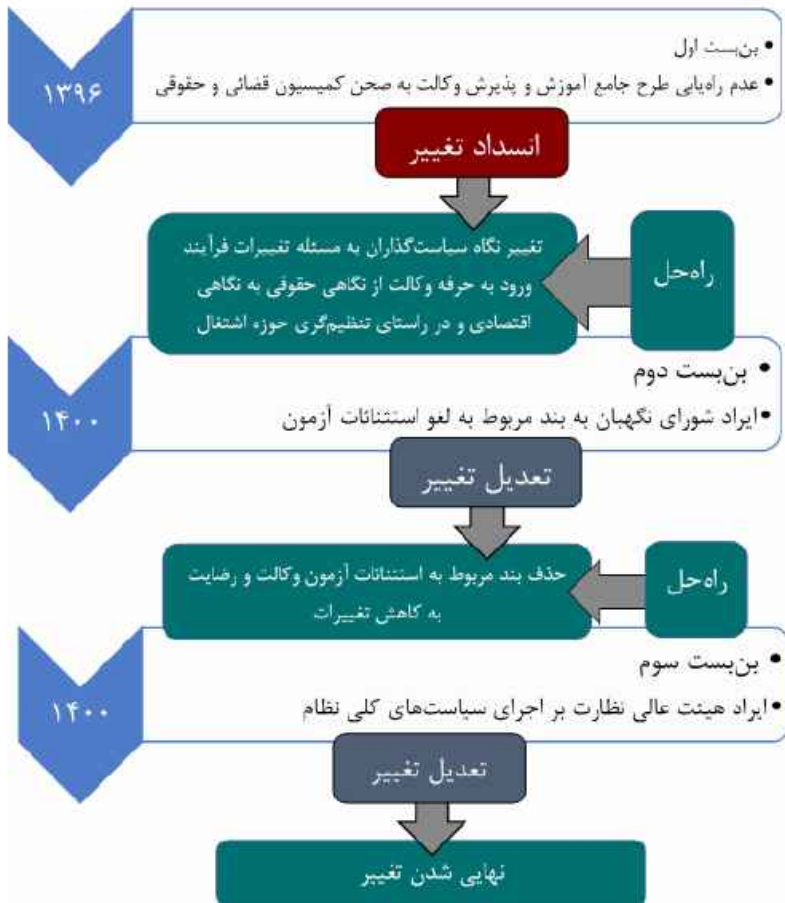 • بن‌بست اول
۱۳۹۶
• عدم راه‌یابی طرح جامع آموزش و پذیرش وکالت به صحن کمیسیون قضائی و حقوقی
انسداد تغییر
راه‌حل
تغییر نگاه سیاست‌گذاران به مسئله تغییرات فرآیند
ورود به حرفه وکالت از نگاهی حقوقی به نگاهی
اقتصادی و در راستای تنظیم‌گری حوزه اشتغال
• بن‌بست دوم
۱۴۰۰
•ایراد شورای نگهبان به بند مربوط به لغو استثنائات آزمون
تعدیل تغییر
راه‌حل
حذف بند مربوط به استثنائات آزمون وکالت و رضایت
به کاهش تغییرات
• بن‌بست سوم
۱۴۰۰
•ایراد هیئت عالی نظارت بر اجرای سیاست‌های کلی نظام
تعدیل تغییر
نهایی شدن تغییر